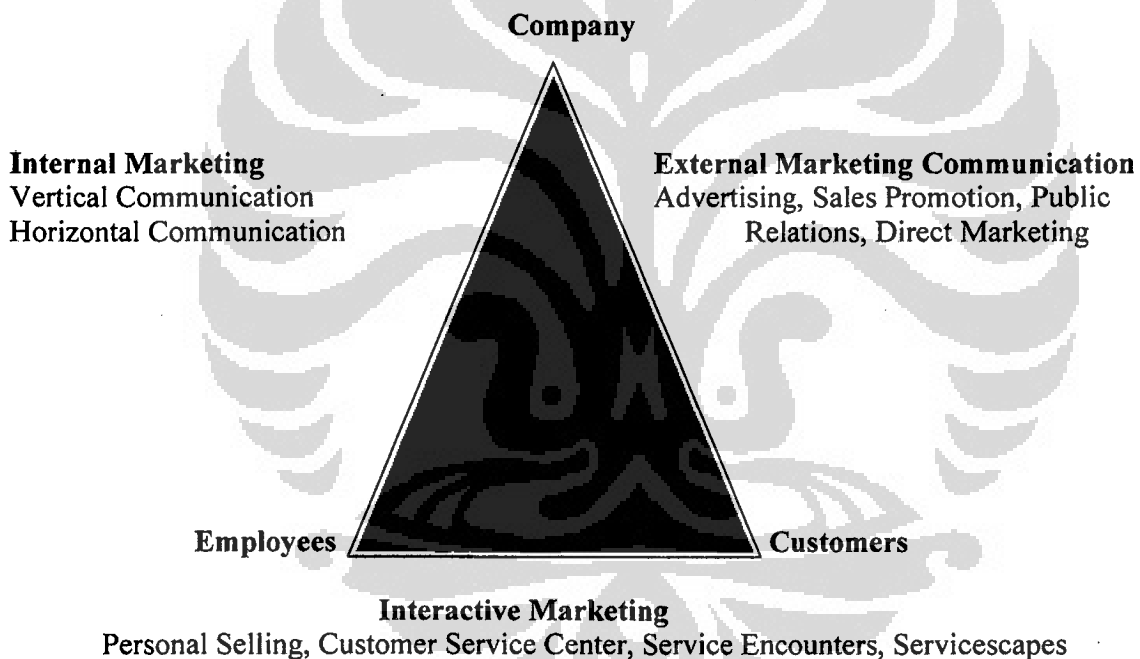 Company
Internal Marketing
Vertical Communication
Horizontal Communication
External Marketing Communication
Advertising, Sales Promotion, Public
Relations, Direct Marketing
Employees
Customers
Interactive Marketing
Personal Selling, Customer Service Center, Service Encounters, Servicescapes